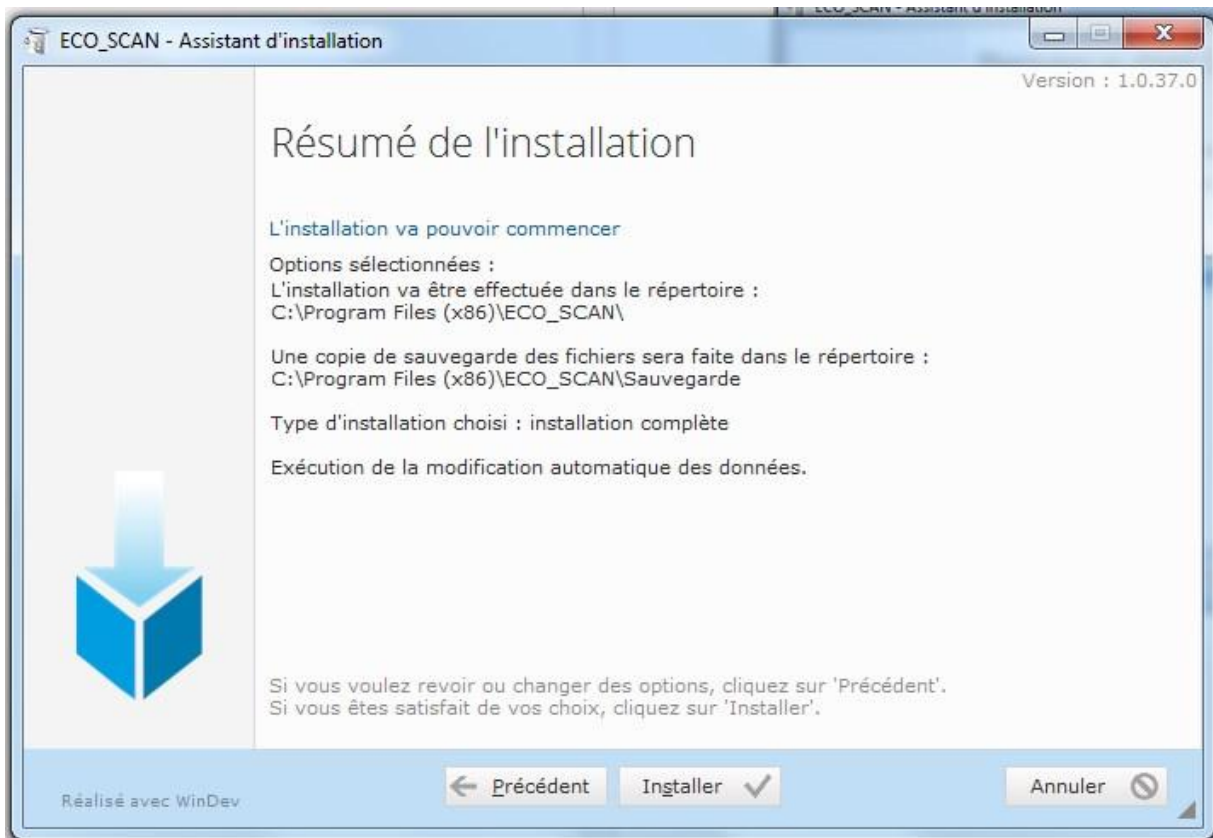 ECO_SCAN - Assistant d'installation
ECO_SCAN - Assistant d'installation
Version : 1.0.37.0
Résumé de l'installation
L'installation va pouvoir commencer
Options sélectionnées :
L'installation va être effectuée dans le répertoire :
C:\Program Files (x86)\ECO_SCAN\
Une copie de sauvegarde des fichiers sera faite dans le répertoire :
C:\Program Files (x86)\ECO_SCAN\Sauvegarde
Type d'installation choisi : installation complète
Exécution de la modification automatique des données.
Si vous voulez revoir ou changer des options, cliquez sur 'Précédent'.
Si vous êtes satisfait de vos choix, cliquez sur 'Installer'.
Réalisé avec WinDev
Précédent
Installer
Annuler